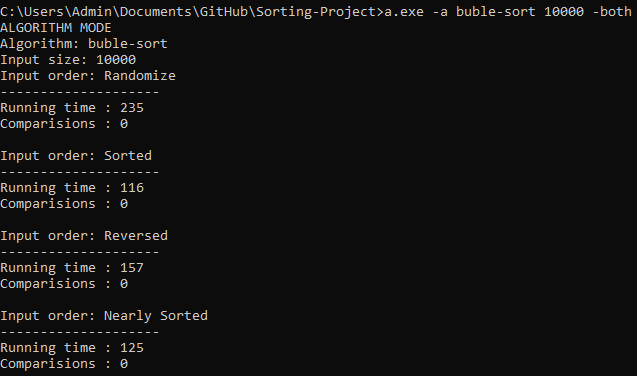 C:\Users\Admin\Documents\GitHub\Sorting-Project>a.exe -a buble-sort 10000 -both
ALGORITHM MODE
Algorithm: buble-sort
Input size: 10000
Input order: Randomize
--------------------
Running time : 235
Comparisions : 0
Input order: Sorted
--------------------
Running time : 116
Comparisions : 0
Input order: Reversed
--------------------
Running time : 157
Comparisions : 0
Input order: Nearly Sorted
--------------------
Running time : 125
Comparisions : 0